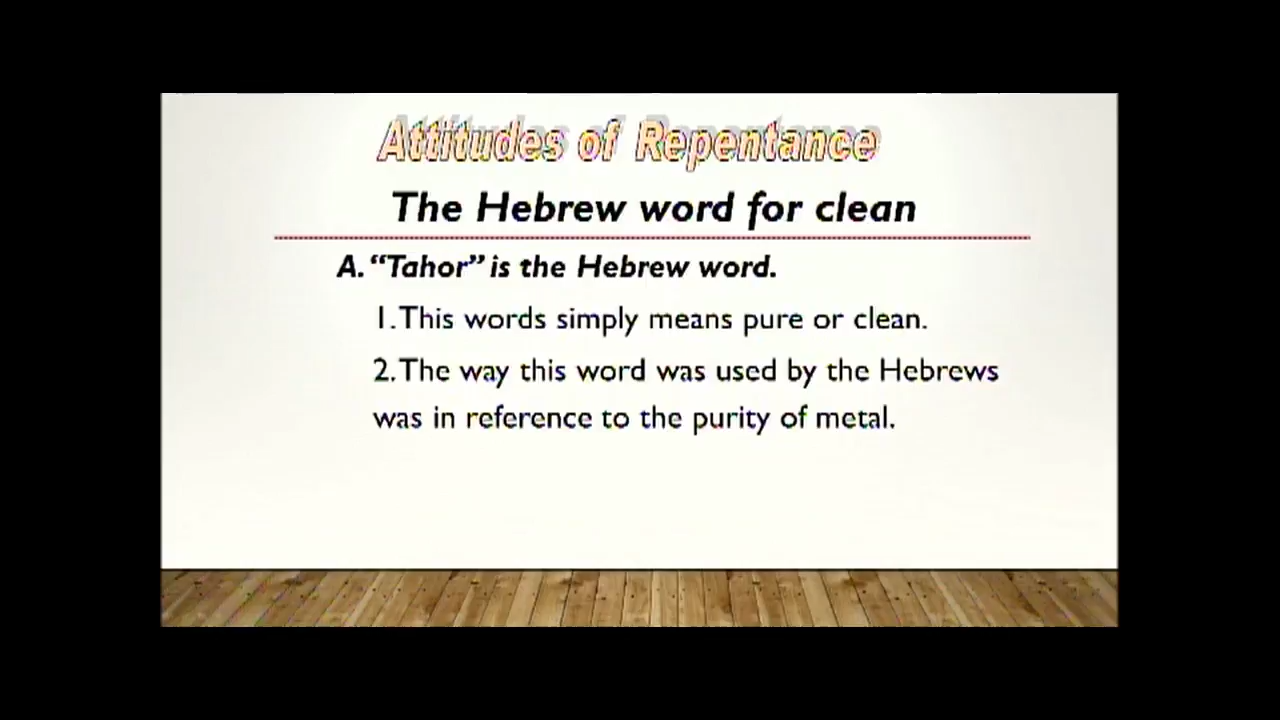 Attitudes of Repentance
The Hebrew word for clean
A. “Tahor” is the Hebrew word.
1.This words simply means pure or clean.
2.The way this word was used by the Hebrews
was in reference to the purity of metal.